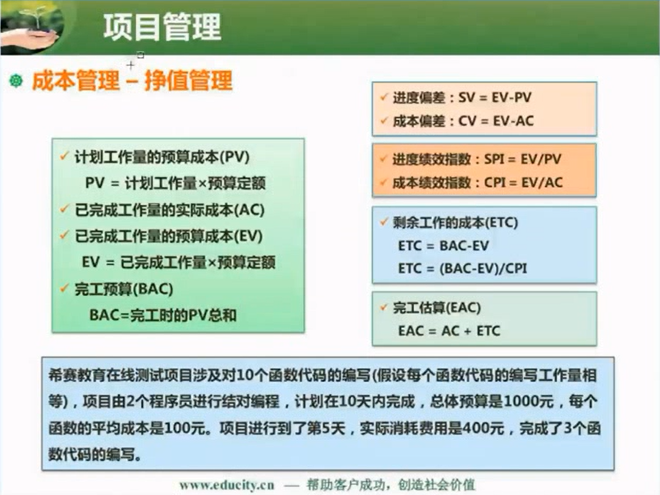 项目管理
成本管理 – 挣值管理
计划工作量的预算成本(PV)
PV = 计划工作量×预算定额
已完成工作量的实际成本(AC)
已完成工作量的预算成本(EV)
EV = 已完成工作量×预算定额
完工预算(BAC)
BAC=完工时的PV总和
进度偏差：SV = EV-PV
成本偏差：CV = EV-AC
进度绩效指数：SPI = EV/PV
成本绩效指数：CPI = EV/AC
剩余工作的成本(ETC)
ETC = BAC-EV
ETC = (BAC-EV)/CPI
完工估算(EAC)
EAC = AC + ETC
希赛教育在线测试项目涉及对10个函数代码的编写(假设每个函数代码的编写工作量相
等)，项目由2个程序员进行结对编程，计划在10天内完成，总体预算是1000元，每个
函数的平均成本是100元。项目进行到了第5天，实际消耗费用是400元，完成了3个函
数代码的编写。
www.educity.cn — 帮助客户成功，创造社会价值